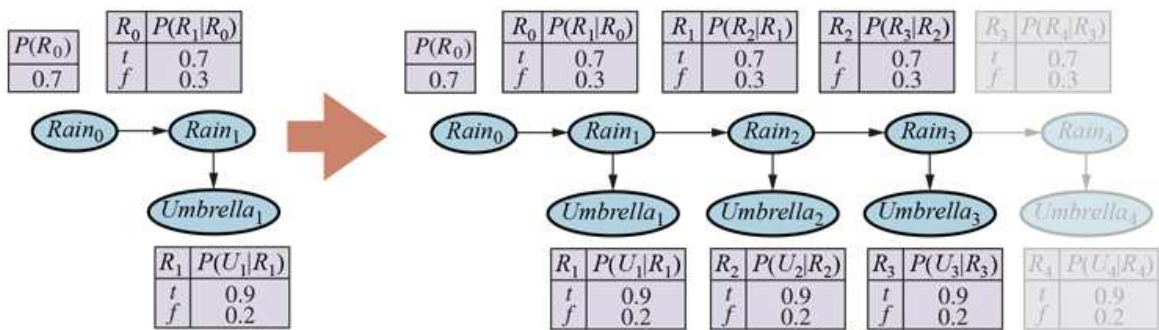 P(R0)
0.7
R0 P(R1|R0)
t 0.7
f 0.3
Rain0
Rain1
Umbrella1
R1 P(U1|R1)
t 0.9
f 0.2
P(R0)
0.7
R0 P(R1|R0)
t 0.7
f 0.3
R1 P(R2|R1)
t 0.7
f 0.3
R2 P(R3|R2)
t 0.7
f 0.3
R3 P(R4|R3)
t 0.7
f 0.3
Rain0
Rain1
Rain2
Rain3
Rain4
Umbrella1
Umbrella2
Umbrella3
Umbrella4
R1 P(U1|R1)
t 0.9
f 0.2
R2 P(U2|R2)
t 0.9
f 0.2
R3 P(U3|R3)
t 0.9
f 0.2
R4 P(U4|R4)
t 0.9
f 0.2